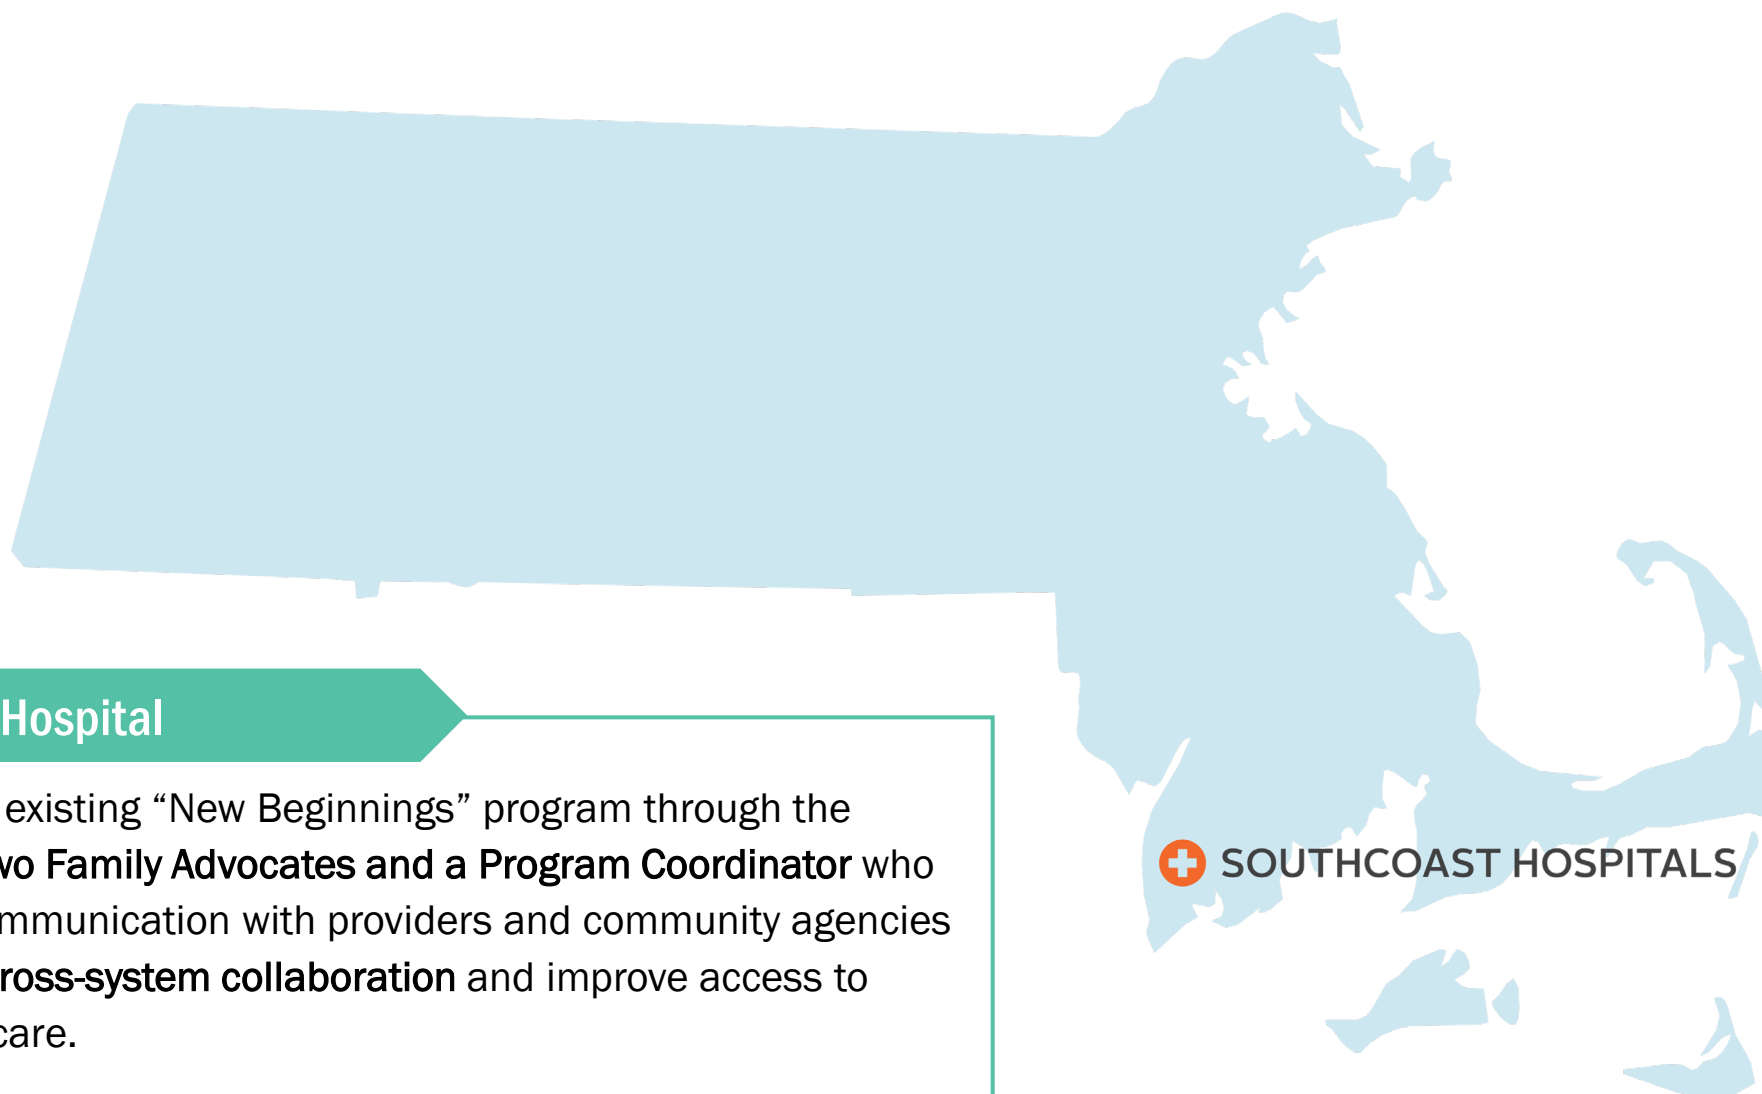 Hospital
existing “New Beginnings” program through the
wo Family Advocates and a Program Coordinator who
mmunication with providers and community agencies
ross-system collaboration and improve access to
care.
SOUTHCOAST HOSPITALS